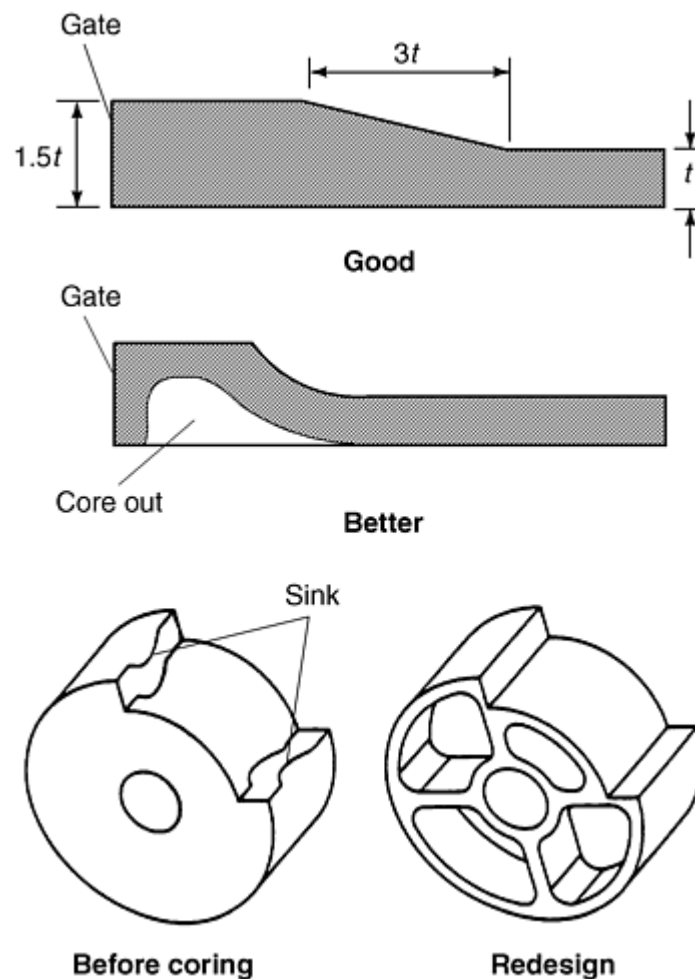 Gate
3t
1.5t
t
Good
Gate
Core out
Better
Sink
Before coring
Redesign